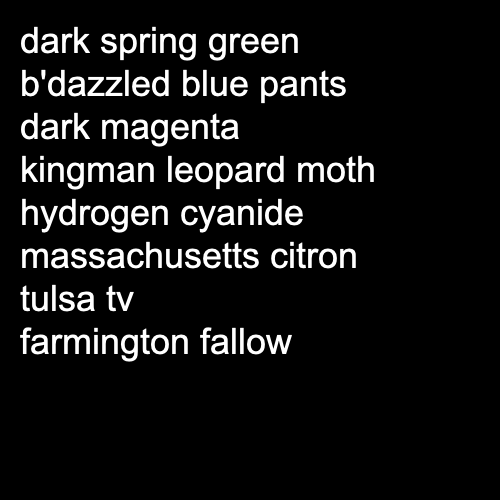 dark spring green
b'dazzled blue pants
dark magenta
kingman leopard moth
hydrogen cyanide
massachusetts citron
tulsa tv
farmington fallow